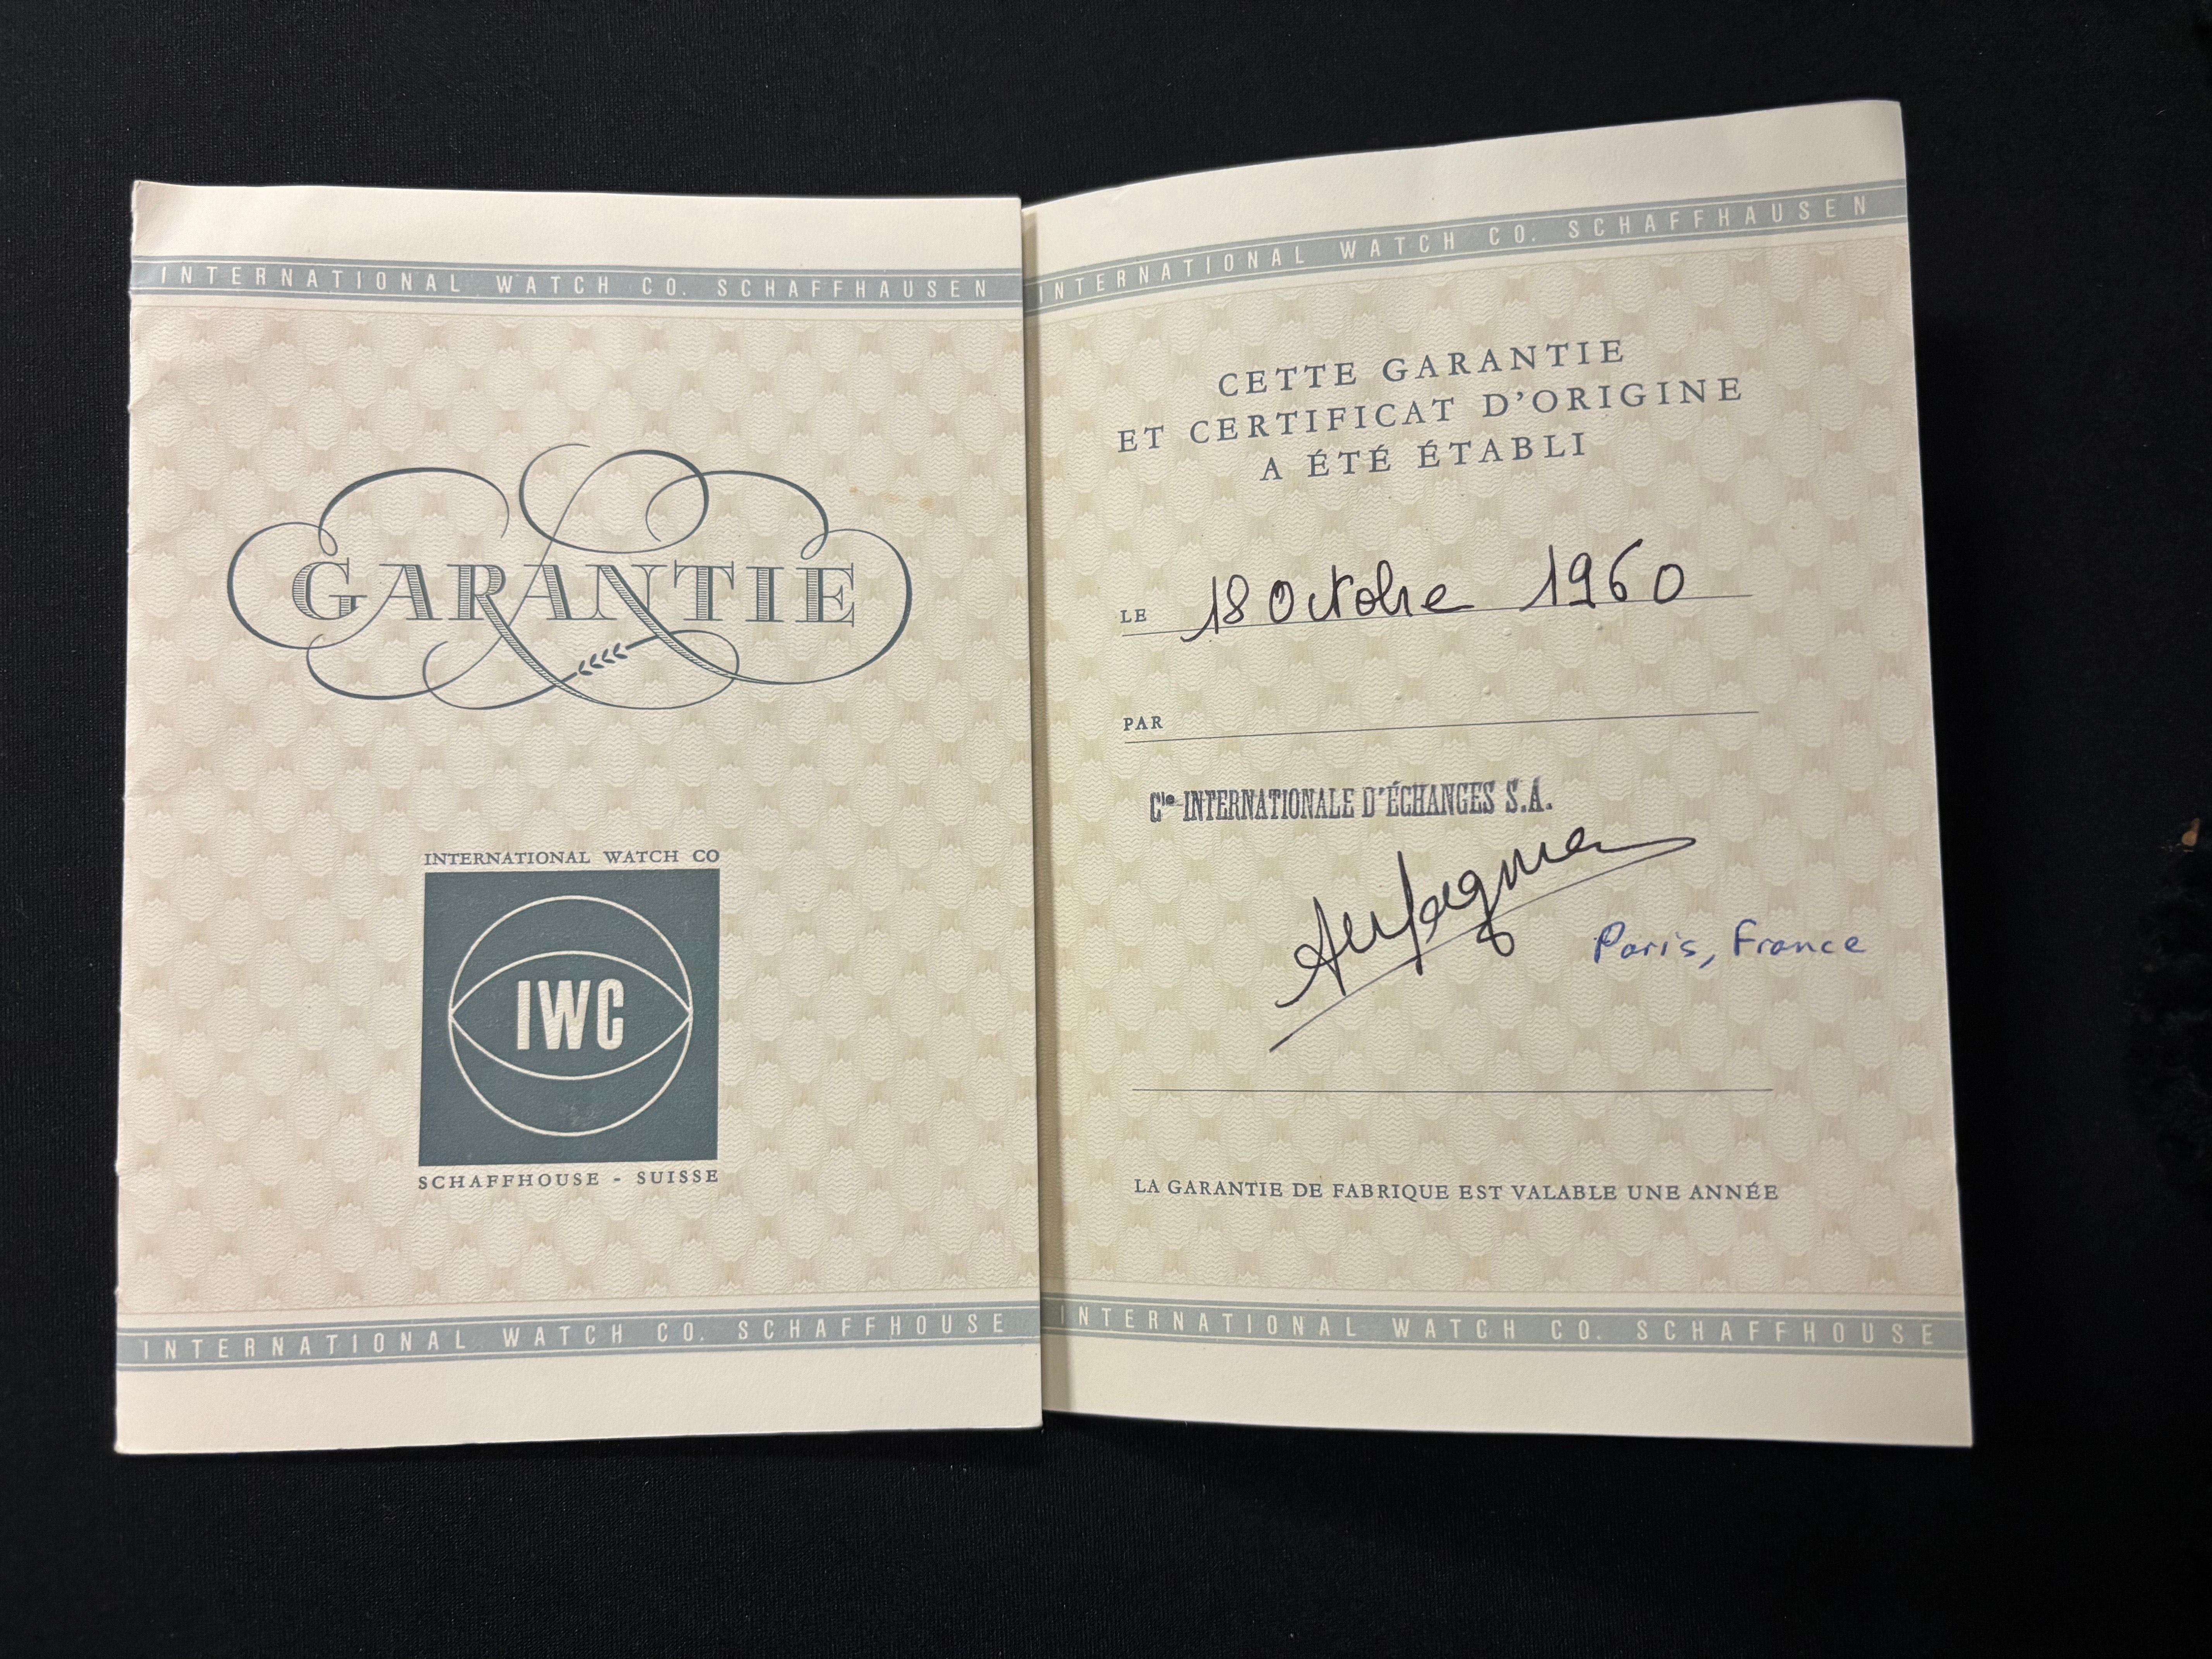 INTERNATIONAL WATCH CO. SCHAFFHAUSEN
GARANTIE
INTERNATIONAL WATCH CO
IWC
SCHAFFHOUSE - SUISSE
INTERNATIONAL WATCH CO. SCHAFFHOUSE
INTERNATIONAL WATCH CO. SCHAFFHAUSEN
CETTE GARANTIE
ET CERTIFICAT D'ORIGINE
A ÉTÉ ÉTABLI
LE 18 Octobre 1960
PAR
Cie INTERNATIONALE D'ÉCHANGES S.A.
Paris, France
LA GARANTIE DE FABRIQUE EST VALABLE UNE ANNÉE
INTERNATIONAL WATCH CO. SCHAFFHOUSE